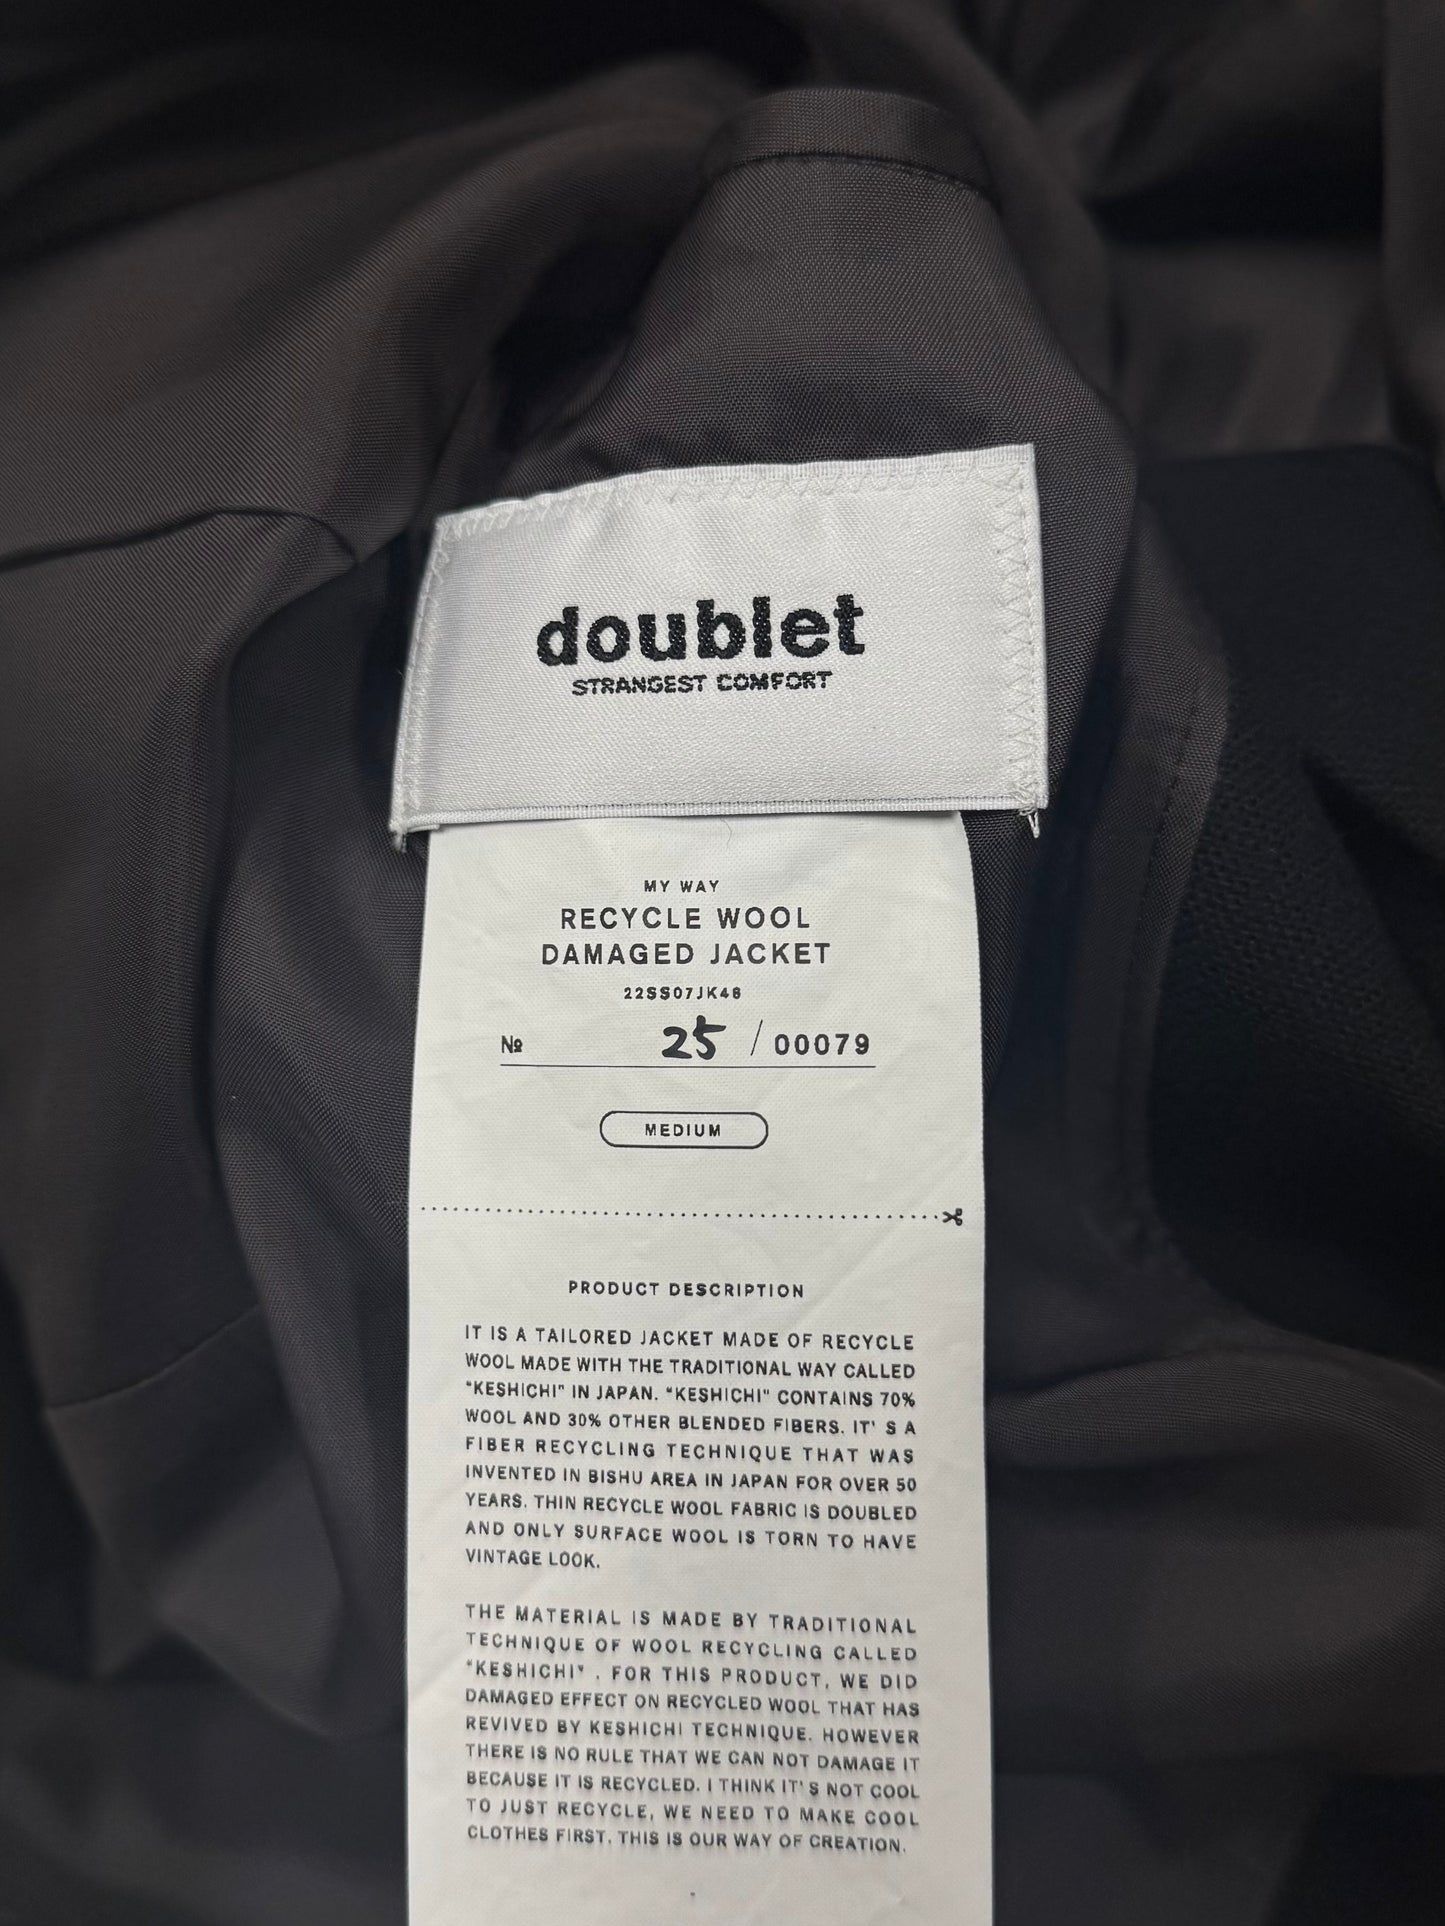 doublet
STRANGEST COMFORT
MY WAY
RECYCLE WOOL
DAMAGED JACKET
22SS07JK46
№ 25 / 00079
MEDIUM
PRODUCT DESCRIPTION
IT IS A TAILORED JACKET MADE OF RECYCLE
WOOL MADE WITH THE TRADITIONAL WAY CALLED
"KESHICHI" IN JAPAN. "KESHICHI" CONTAINS 70%
WOOL AND 30% OTHER BLENDED FIBERS. IT' S A
FIBER RECYCLING TECHNIQUE THAT WAS
INVENTED IN BISHU AREA IN JAPAN FOR OVER 50
YEARS. THIN RECYCLE WOOL FABRIC IS DOUBLED
AND ONLY SURFACE WOOL IS TORN TO HAVE
VINTAGE LOOK.
THE MATERIAL IS MADE BY TRADITIONAL
TECHNIQUE OF WOOL RECYCLING CALLED
"KESHICHI" . FOR THIS PRODUCT, WE DID
DAMAGED EFFECT ON RECYCLED WOOL THAT HAS
REVIVED BY KESHICHI TECHNIQUE. HOWEVER
THERE IS NO RULE THAT WE CAN NOT DAMAGE IT
BECAUSE IT IS RECYCLED. I THINK IT' S NOT COOL
TO JUST RECYCLE, WE NEED TO MAKE COOL
CLOTHES FIRST. THIS IS OUR WAY OF CREATION.